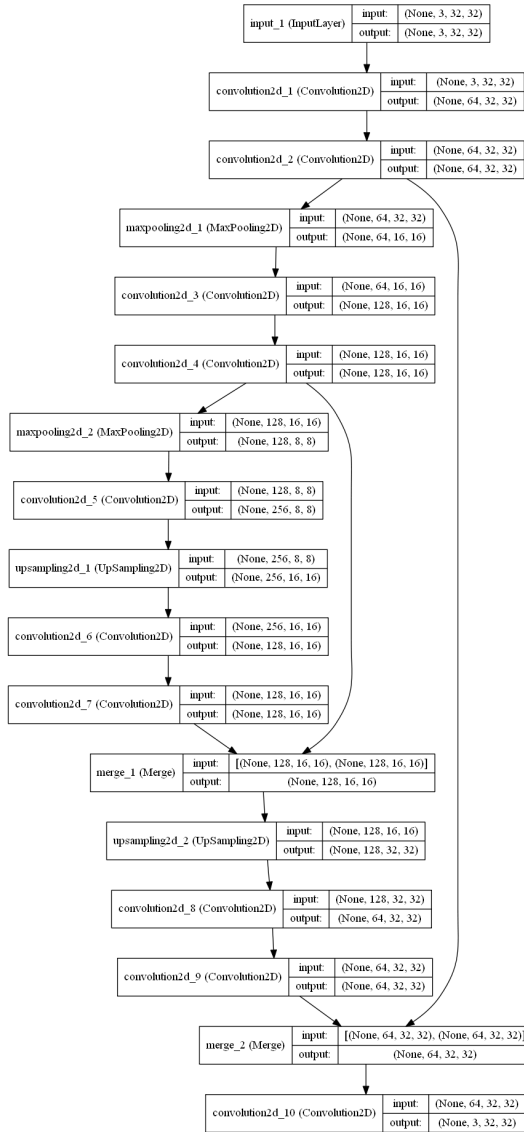 input_1 (InputLayer)
input: (None, 3, 32, 32)
output: (None, 3, 32, 32)
convolution2d_1 (Convolution2D)
input: (None, 3, 32, 32)
output: (None, 64, 32, 32)
convolution2d_2 (Convolution2D)
input: (None, 64, 32, 32)
output: (None, 64, 32, 32)
maxpooling2d_1 (MaxPooling2D)
input: (None, 64, 32, 32)
output: (None, 64, 16, 16)
convolution2d_3 (Convolution2D)
input: (None, 64, 16, 16)
output: (None, 128, 16, 16)
convolution2d_4 (Convolution2D)
input: (None, 128, 16, 16)
output: (None, 128, 16, 16)
maxpooling2d_2 (MaxPooling2D)
input: (None, 128, 16, 16)
output: (None, 128, 8, 8)
convolution2d_5 (Convolution2D)
input: (None, 128, 8, 8)
output: (None, 256, 8, 8)
upsampling2d_1 (UpSampling2D)
input: (None, 256, 8, 8)
output: (None, 256, 16, 16)
convolution2d_6 (Convolution2D)
input: (None, 256, 16, 16)
output: (None, 128, 16, 16)
convolution2d_7 (Convolution2D)
input: (None, 128, 16, 16)
output: (None, 128, 16, 16)
merge_1 (Merge)
input: [(None, 128, 16, 16), (None, 128, 16, 16)]
output: (None, 128, 16, 16)
upsampling2d_2 (UpSampling2D)
input: (None, 128, 16, 16)
output: (None, 128, 32, 32)
convolution2d_8 (Convolution2D)
input: (None, 128, 32, 32)
output: (None, 64, 32, 32)
convolution2d_9 (Convolution2D)
input: (None, 64, 32, 32)
output: (None, 64, 32, 32)
merge_2 (Merge)
input: [(None, 64, 32, 32), (None, 64, 32, 32)]
output: (None, 64, 32, 32)
convolution2d_10 (Convolution2D)
input: (None, 64, 32, 32)
output: (None, 3, 32, 32)